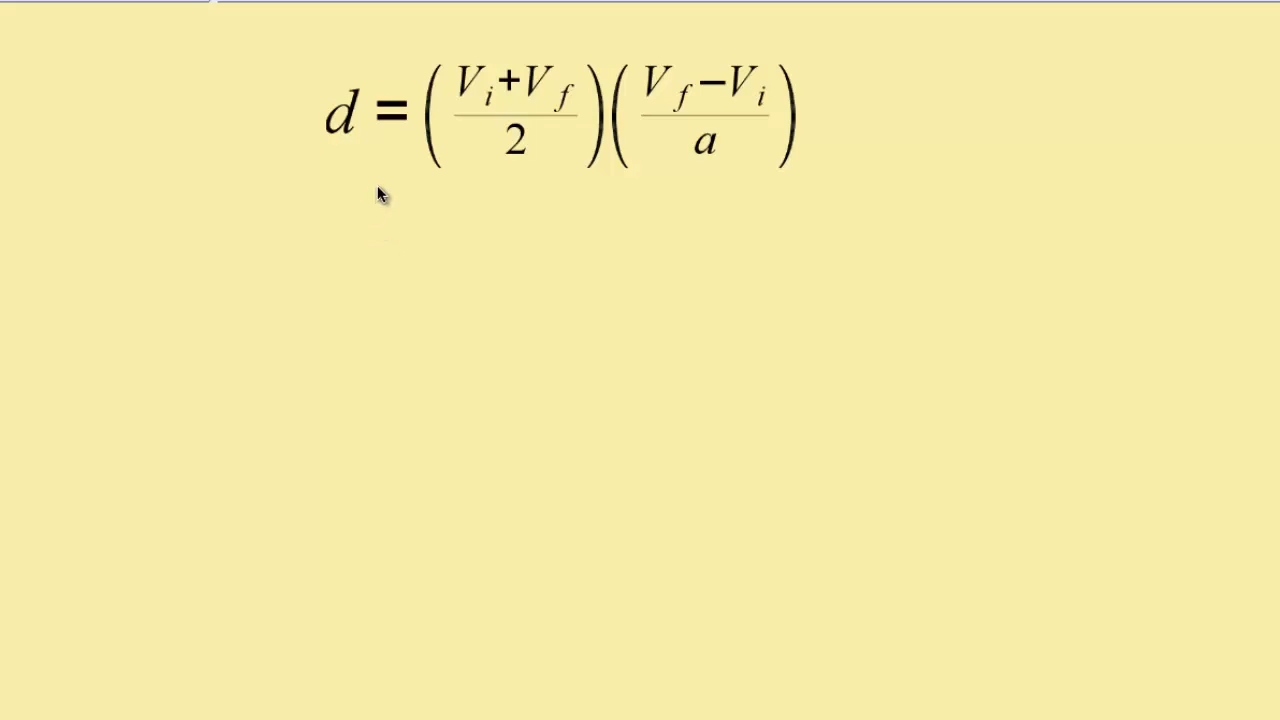 d = ( (V_i + V_f) / 2 ) ( (V_f − V_i) / a )